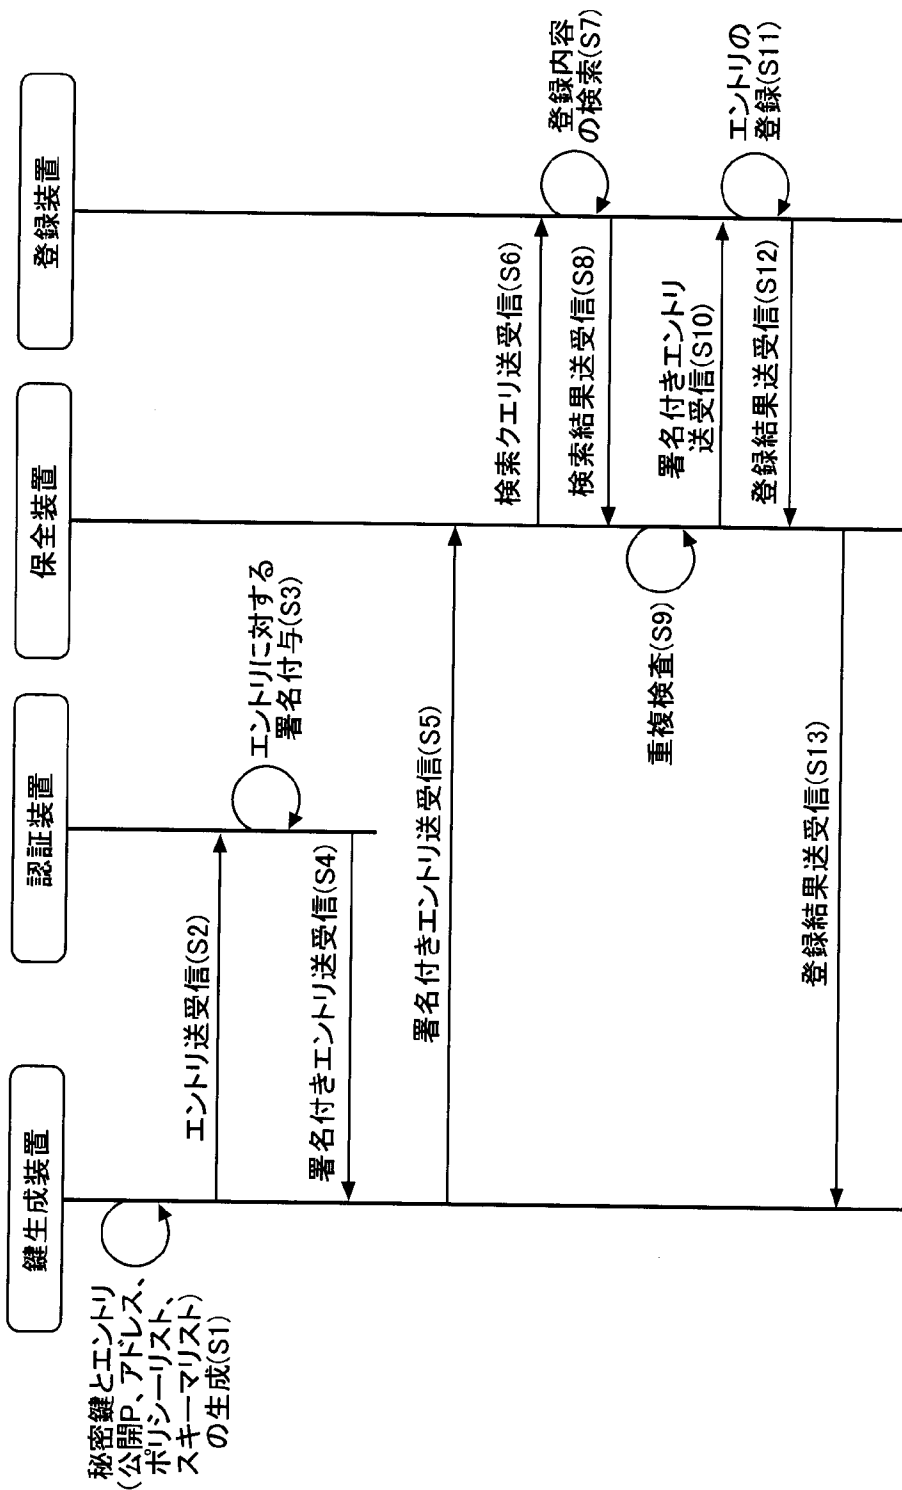 鍵生成装置
認証装置
保全装置
登録装置
秘密鍵とエントリ
(公開P、アドレス、
ポリシーリスト、
スキーマリスト)
の生成(S1)
エントリ送受信(S2)
エントリに対する
署名付与(S3)
署名付きエントリ送受信(S4)
署名付きエントリ送受信(S5)
検索クエリ送受信(S6)
登録内容
の検索(S7)
検索結果送受信(S8)
重複検査(S9)
署名付きエントリ
送受信(S10)
エントリの
登録(S11)
登録結果送受信(S12)
登録結果送受信(S13)